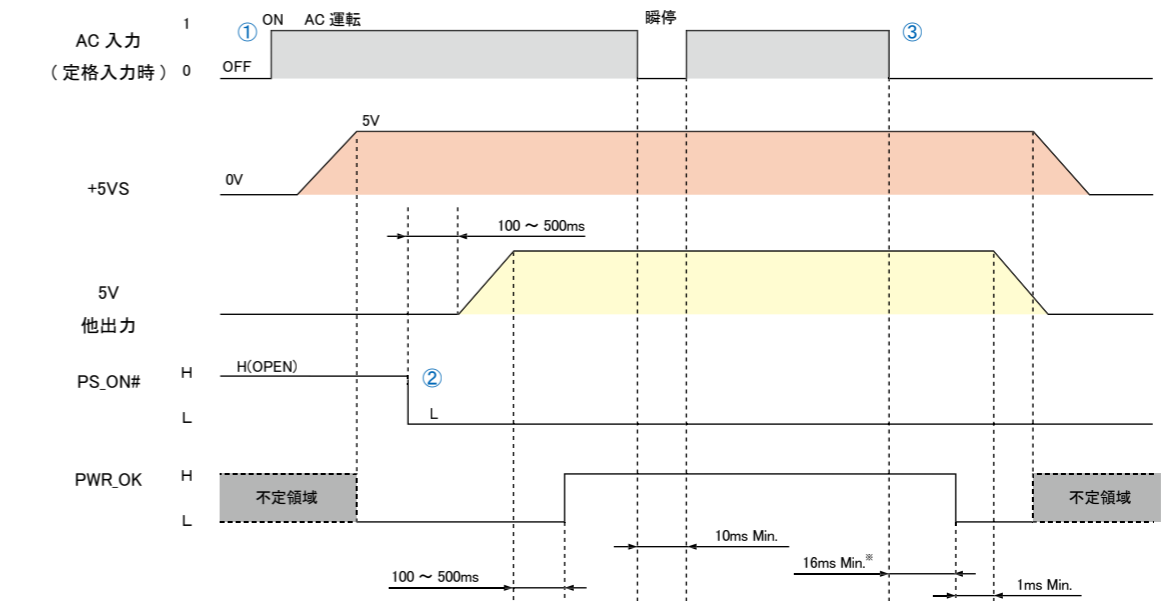 ① ON AC 運転 瞬停 ③
AC 入力 1
( 定格入力時 ) 0 OFF
5V
+5VS 0V
100 ～ 500ms
5V
他出力
PS_ON# H H(OPEN) ②
L L
PWR_OK H
不定領域 不定領域
L
10ms Min.
16ms Min.※
100 ～ 500ms 1ms Min.